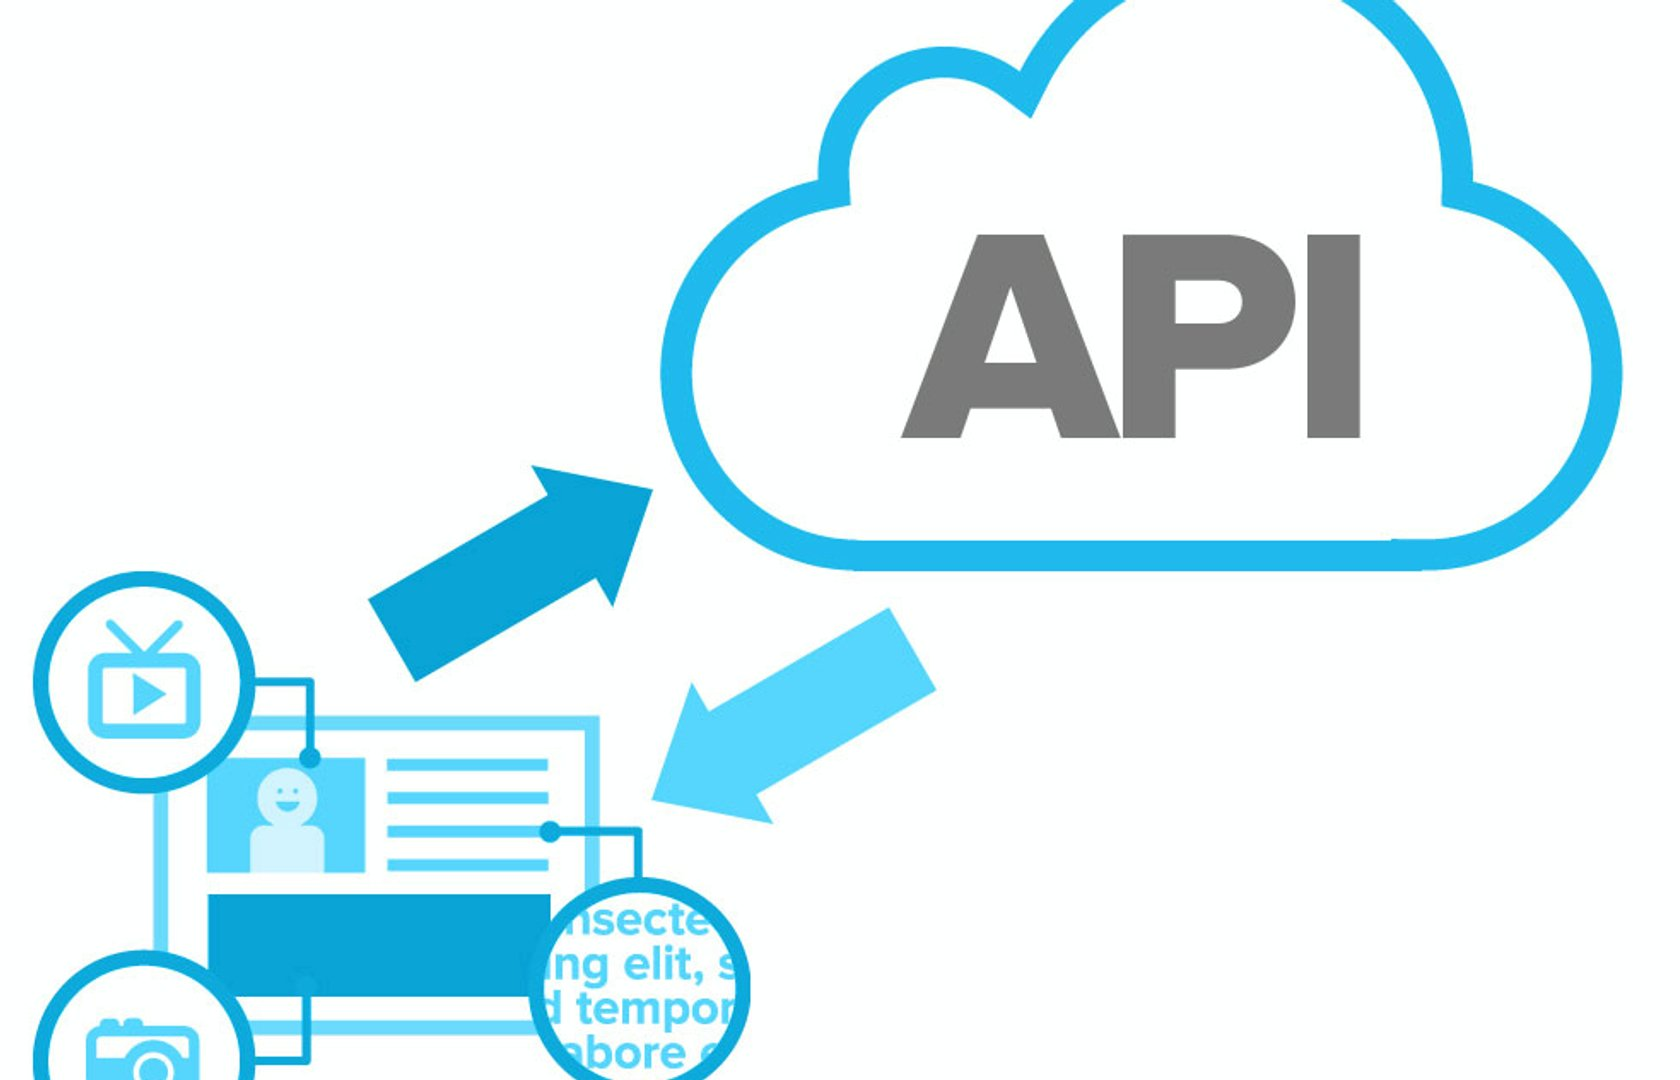 API
nsecte
ing elit, s
d tempor
abore e